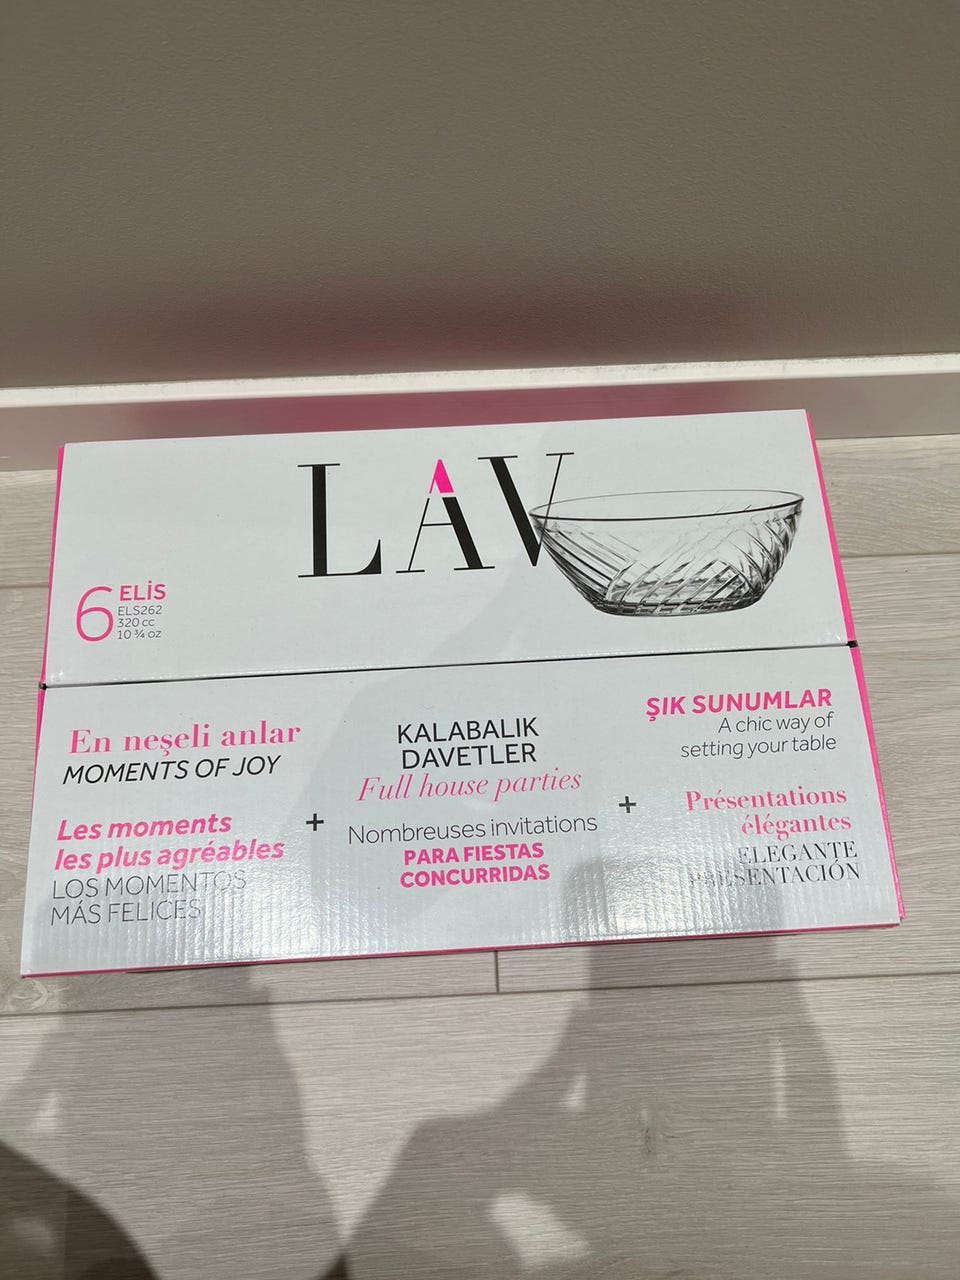 LAV
6 ELİS
ELS262
320 cc
10 ¾ oz
En neşeli anlar
MOMENTS OF JOY
Les moments
les plus agréables
LOS MOMENTOS
MÁS FELICES
+
KALABALIK
DAVETLER
Full house parties
Nombreuses invitations
PARA FIESTAS
CONCURRIDAS
+
ŞIK SUNUMLAR
A chic way of
setting your table
Présentations
élégantes
ELEGANTE
PRESENTACIÓN